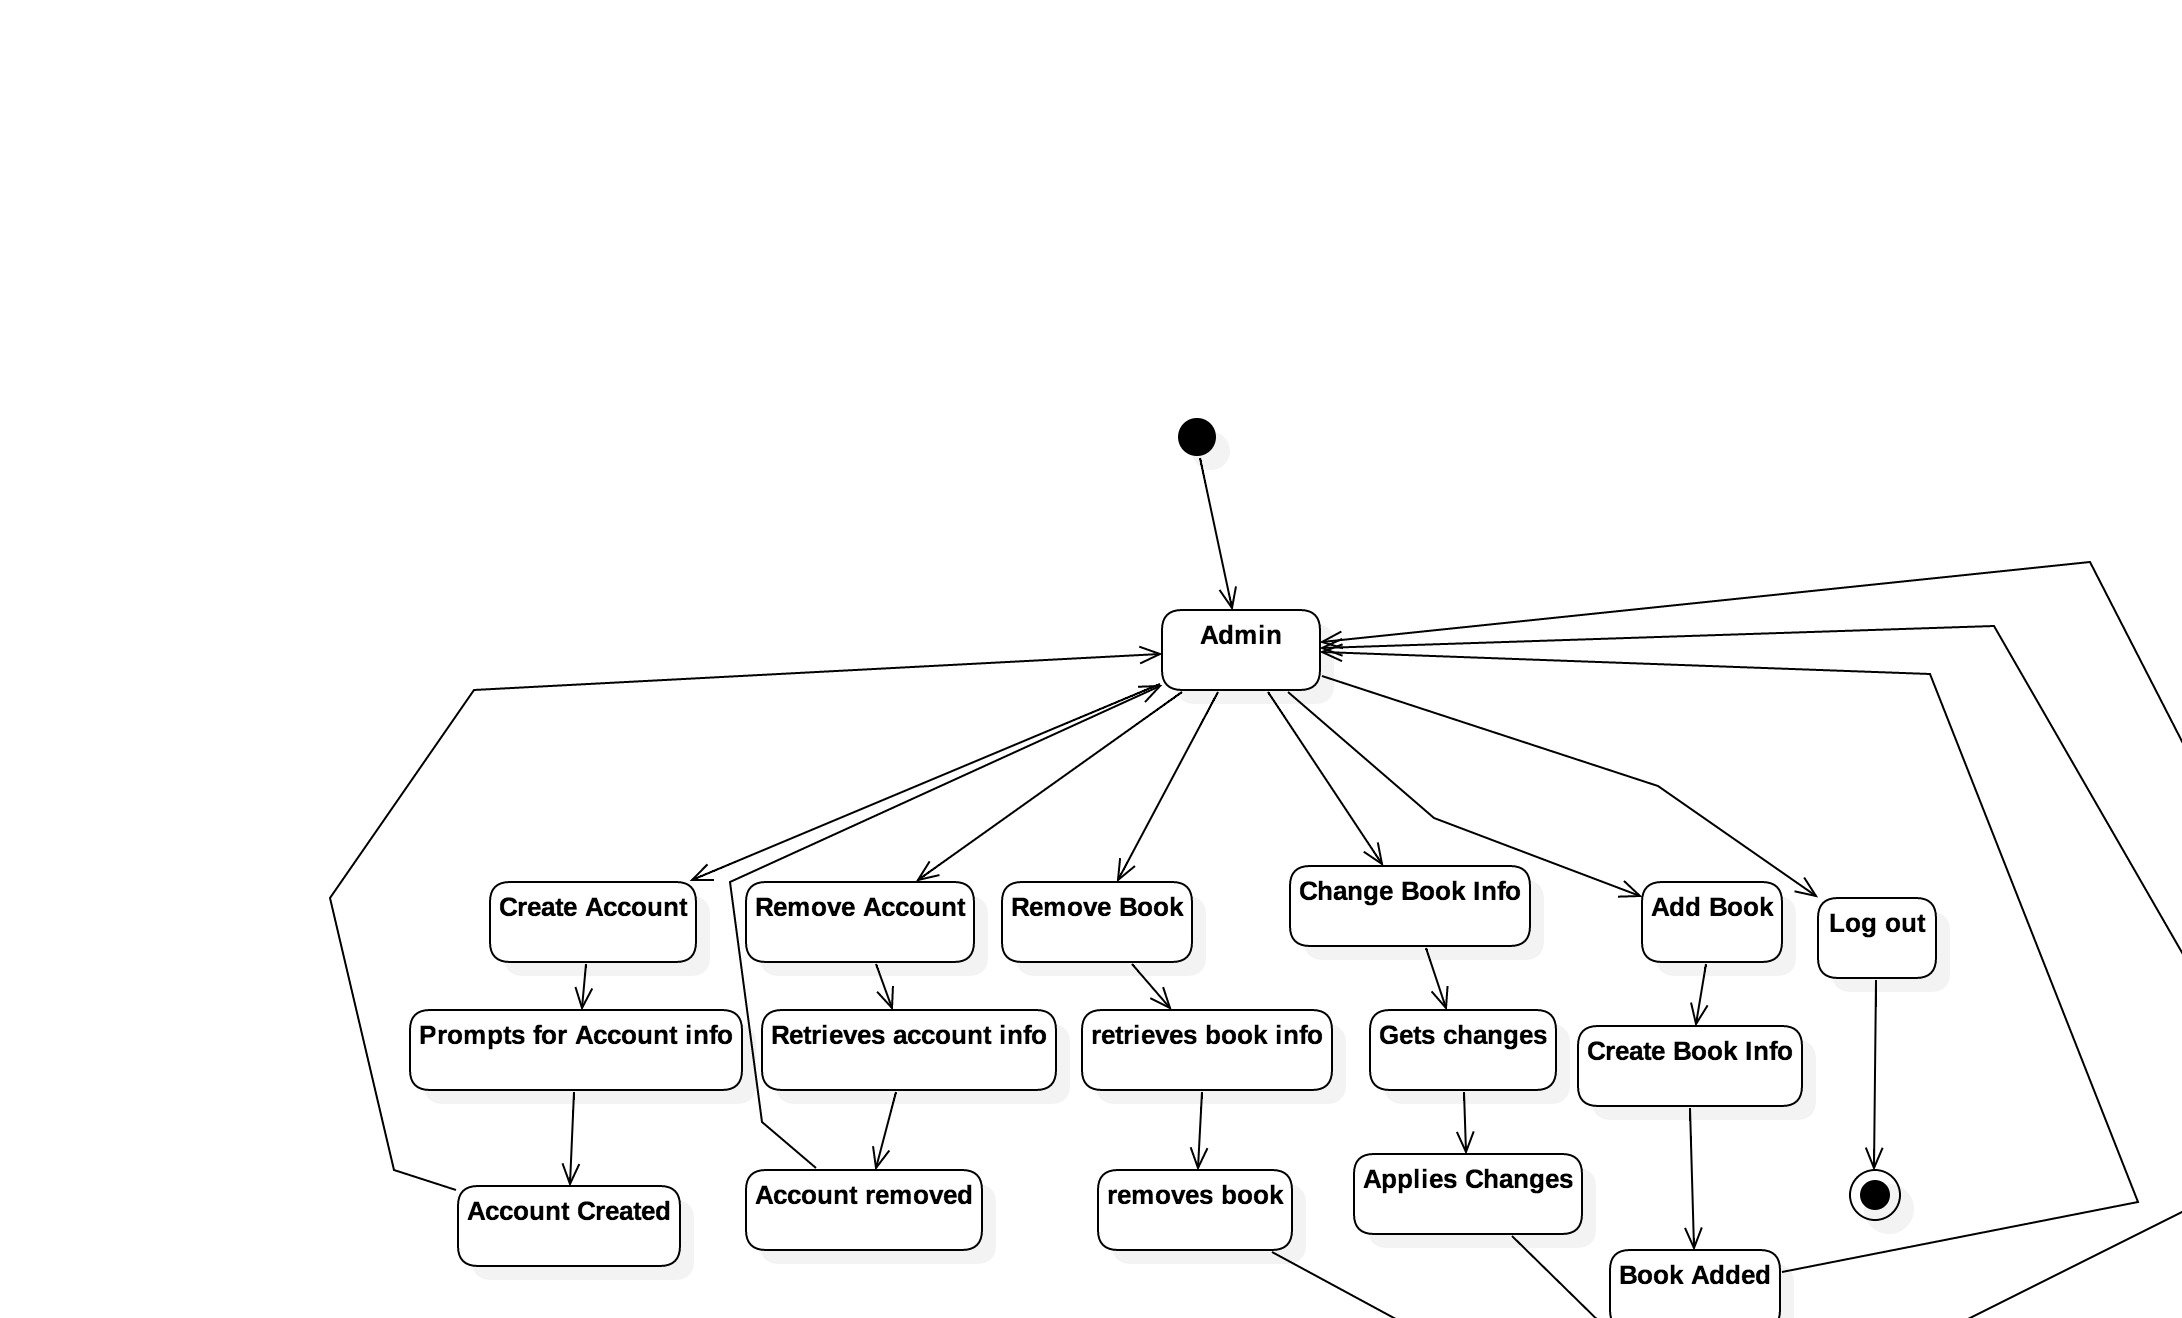 Admin
Create Account
Remove Account
Remove Book
Change Book Info
Add Book
Log out
Prompts for Account info
Retrieves account info
retrieves book info
Gets changes
Create Book Info
Account Created
Account removed
removes book
Applies Changes
Book Added